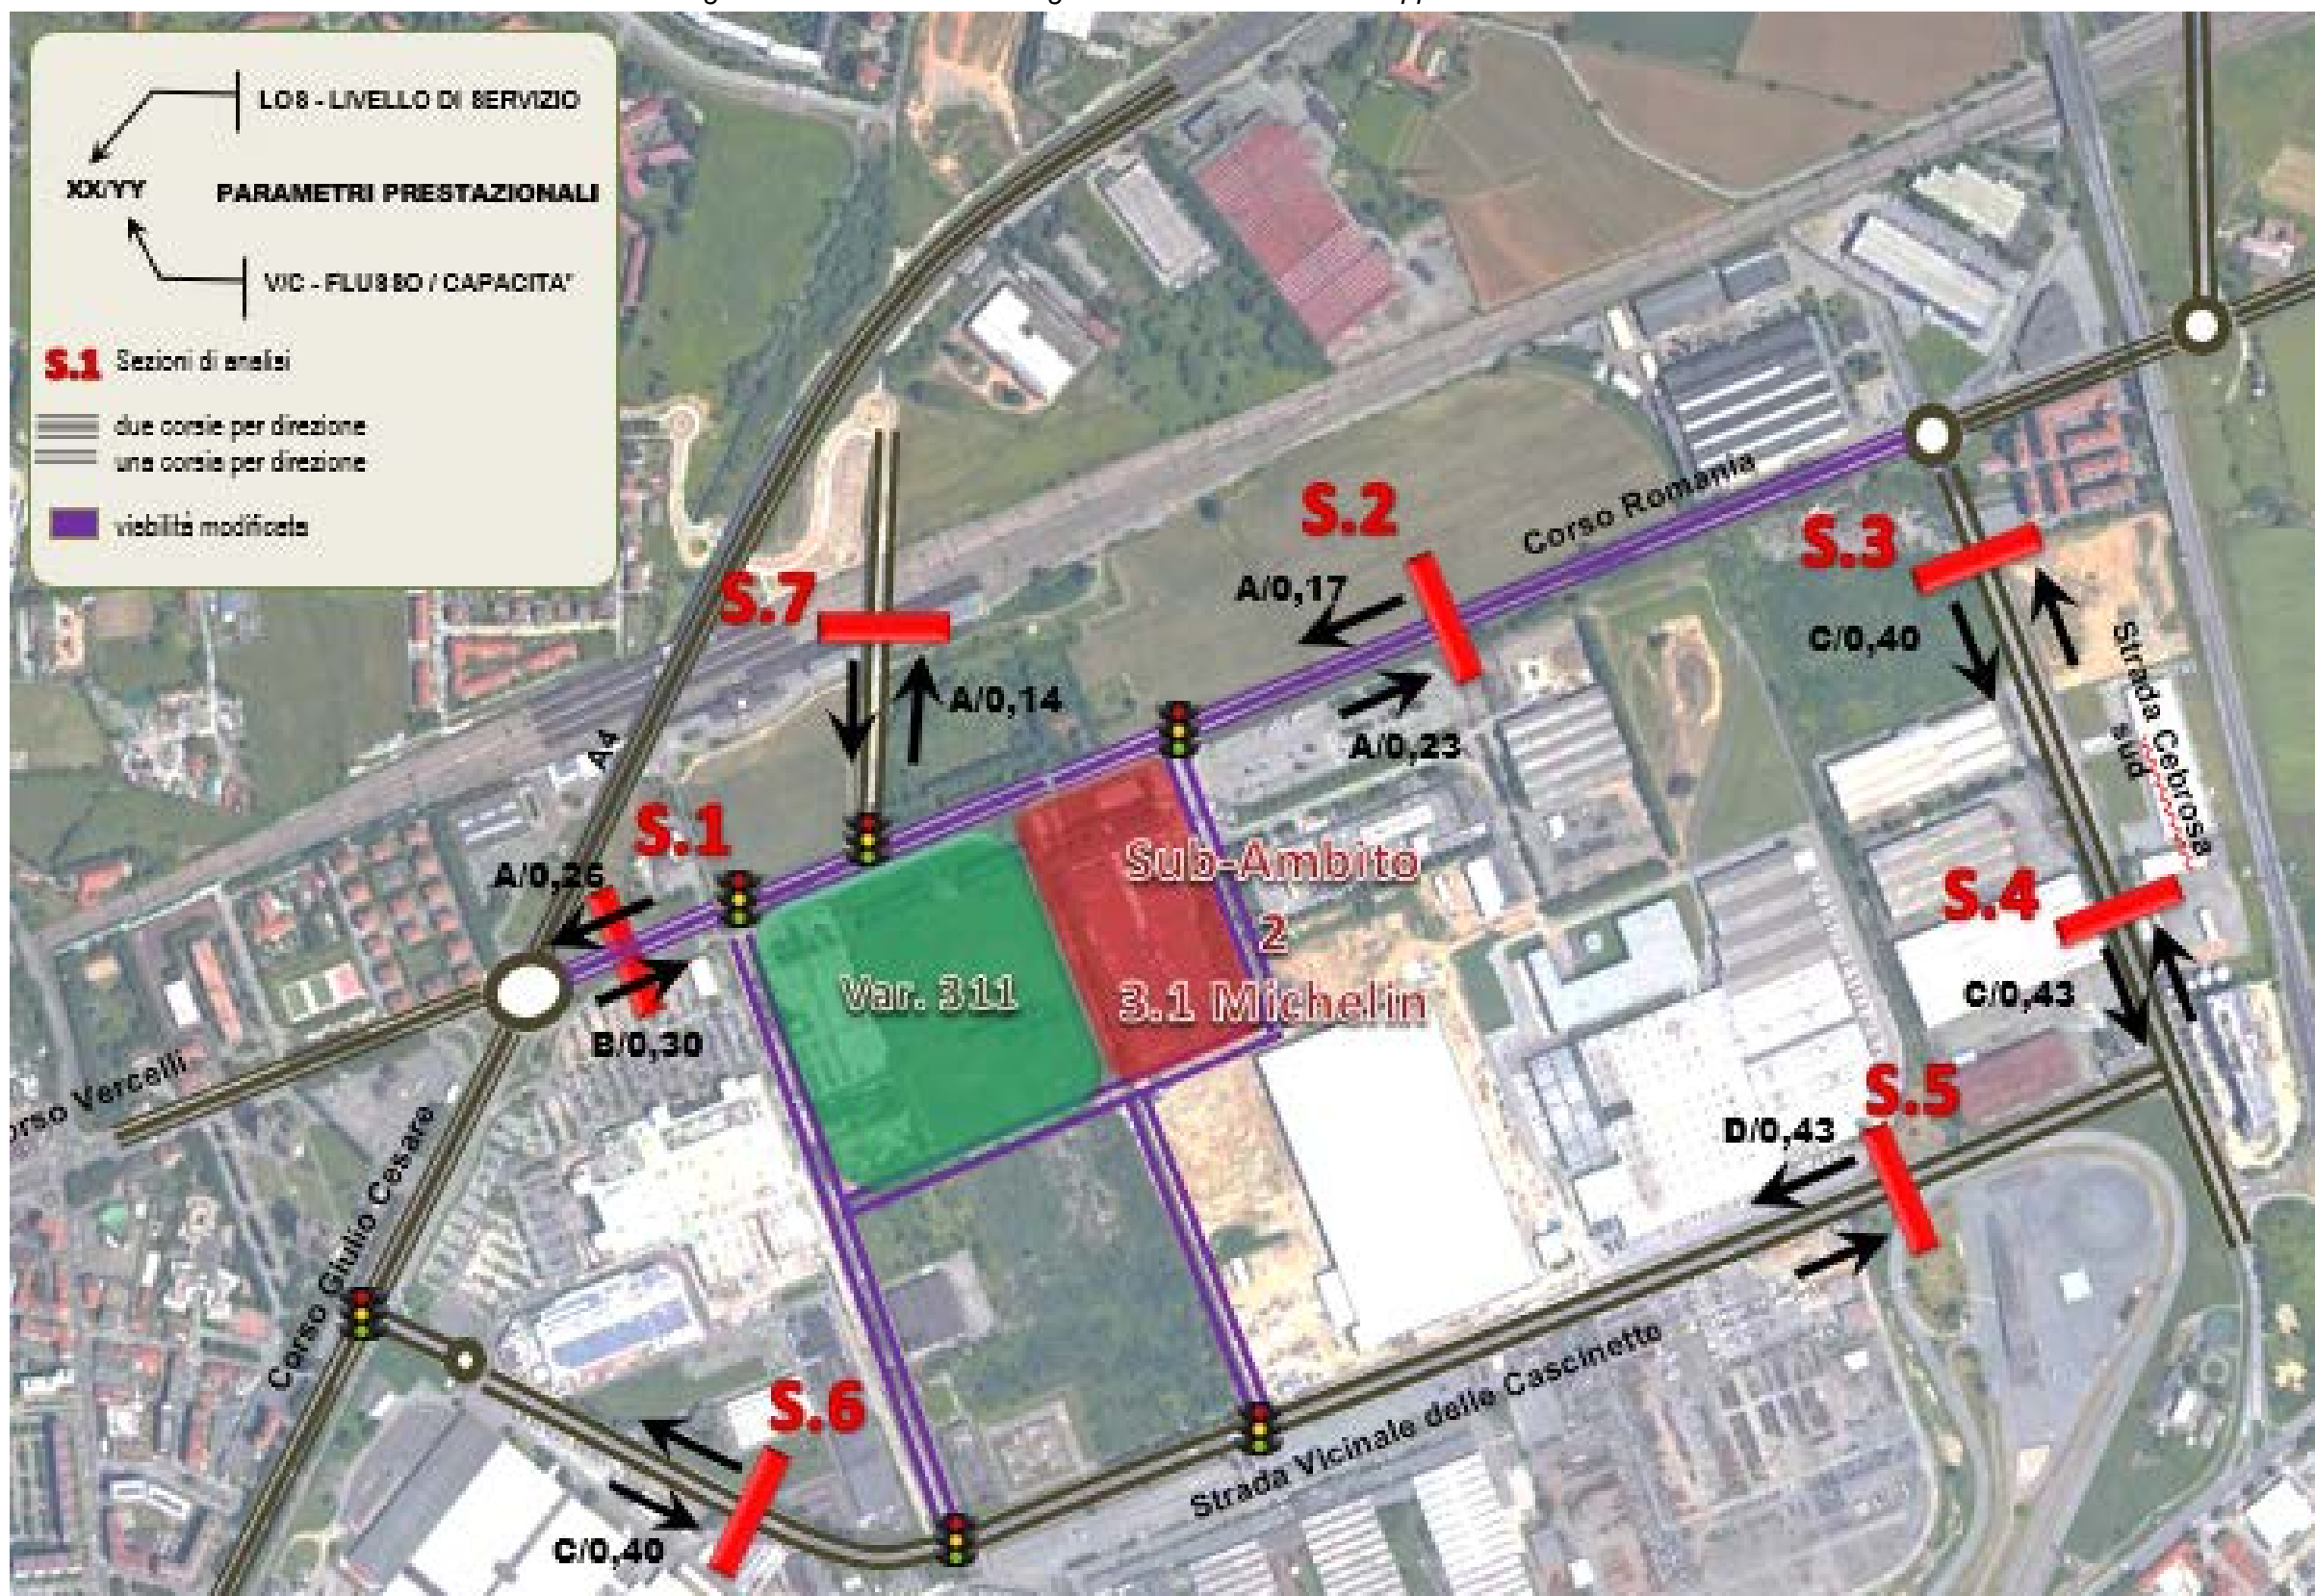 LOS - LIVELLO DI SERVIZIO
XX/YY
PARAMETRI PRESTAZIONALI
V/C - FLUSSO / CAPACITA'
S.1 Sezioni di analisi
due corsie per direzione
una corsia per direzione
viabilità modificata
S.2
A/0,17
Corso Romania
S.3
C/0,40
S.7
A/0,14
A/0,23
Strada Cebrosa
sud
A4
S.1
A/0,26
Sub-Ambito
2
3.1 Michelin
Var. 311
S.4
C/0,43
B/0,30
orso Vercelli
S.5
D/0,43
Corso Giulio Cesare
Strada Vicinale delle Cascinette
S.6
C/0,40